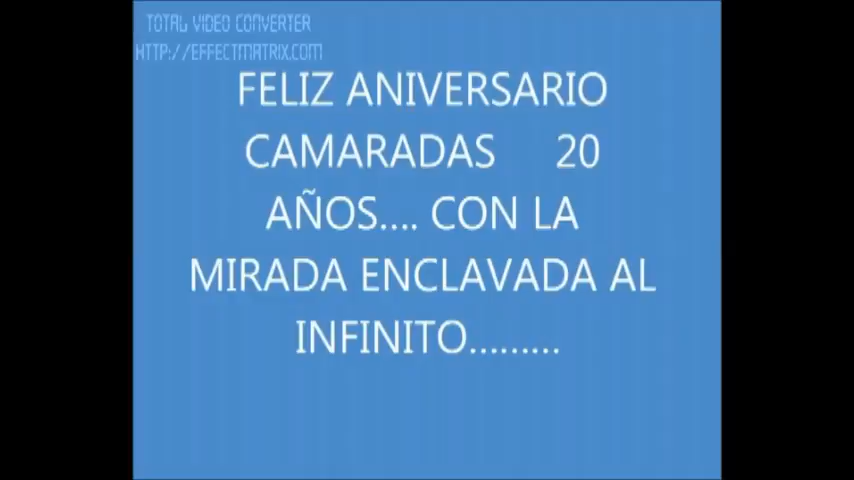 TOTAL VIDEO CONVERTER
HTTP://EFFECTMATRIX.COM
FELIZ ANIVERSARIO
CAMARADAS 20
AÑOS.... CON LA
MIRADA ENCLAVADA AL
INFINITO.........